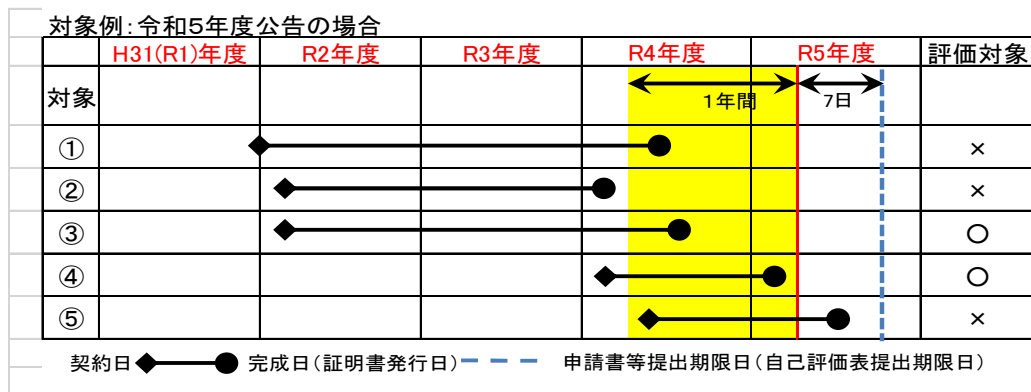 対象例：令和5年度公告の場合
H31(R1)年度 R2年度 R3年度 R4年度 R5年度 評価対象
対象 1年間 7日
① ×
② ×
③ ○
④ ○
⑤ ×
契約日 完成日（証明書発行日） 申請書等提出期限日（自己評価表提出期限日）